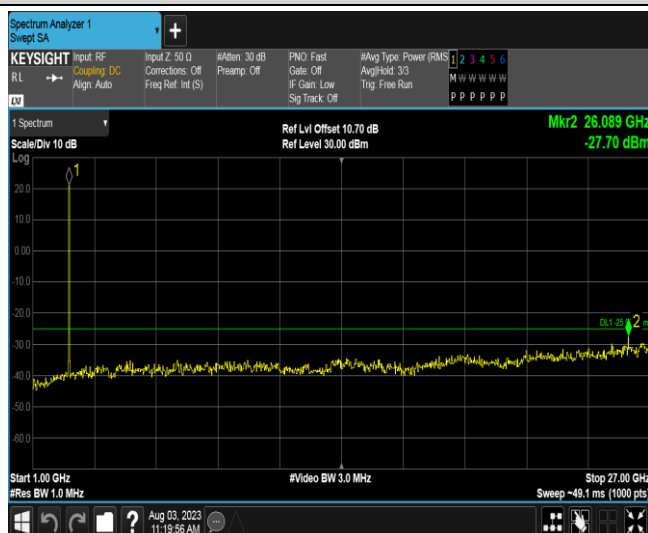 Spectrum Analyzer 1
Swept SA
+
KEYSIGHT
RL
Input: RF
Coupling: DC
Align: Auto
Input Z: 50 Ω
Corrections: Off
Freq Ref: Int (S)
#Atten: 30 dB
Preamp: Off
PNO: Fast
Gate: Off
IF Gain: Low
Sig Track: Off
#Avg Type: Power (RMS
Avg|Hold: 3/3
Trig: Free Run
1 2 3 4 5 6
M W W W W W
P P P P P P
LXI
1 Spectrum
Scale/Div 10 dB
Ref Lvl Offset 10.70 dB
Ref Level 30.00 dBm
Mkr2 26.089 GHz
-27.70 dBm
Log
1
20.0
10.0
0.00
-10.0
-20.0
DL1 -25
2
-30.0
-40.0
-50.0
-60.0
Start 1.00 GHz
#Res BW 1.0 MHz
#Video BW 3.0 MHz
Stop 27.00 GHz
Sweep ~49.1 ms (1000 pts)
?
Aug 03, 2023
11:19:56 AM